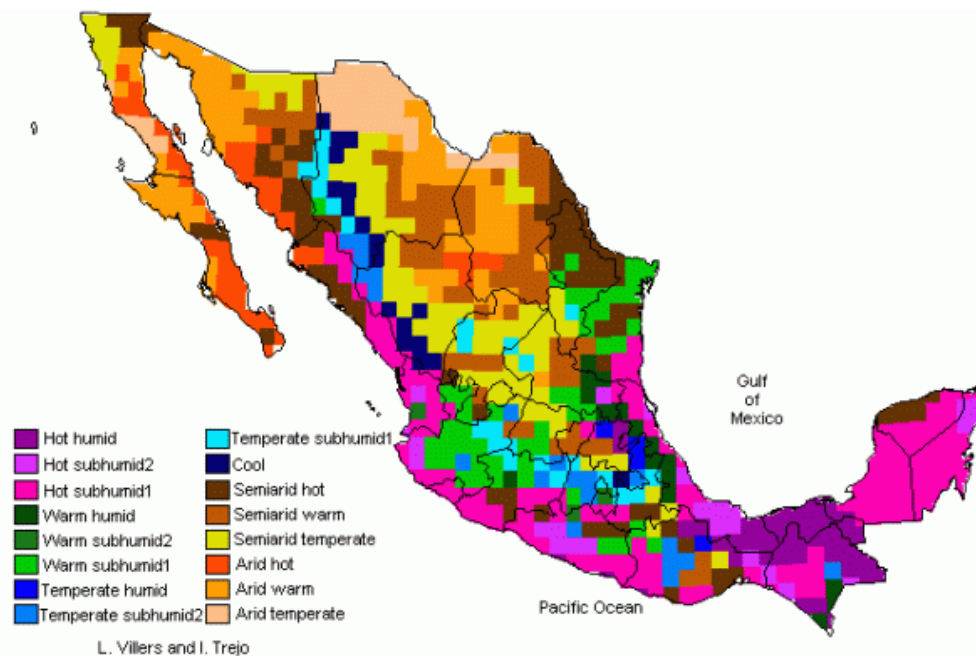 Gulf
of
Mexico
Hot humid
Hot subhumid2
Hot subhumid1
Warm humid
Warm subhumid2
Warm subhumid1
Temperate humid
Temperate subhumid2
Temperate subhumid1
Cool
Semiarid hot
Semiarid warm
Semiarid temperate
Arid hot
Arid warm
Arid temperate
Pacific Ocean
L. Villers and I. Trejo